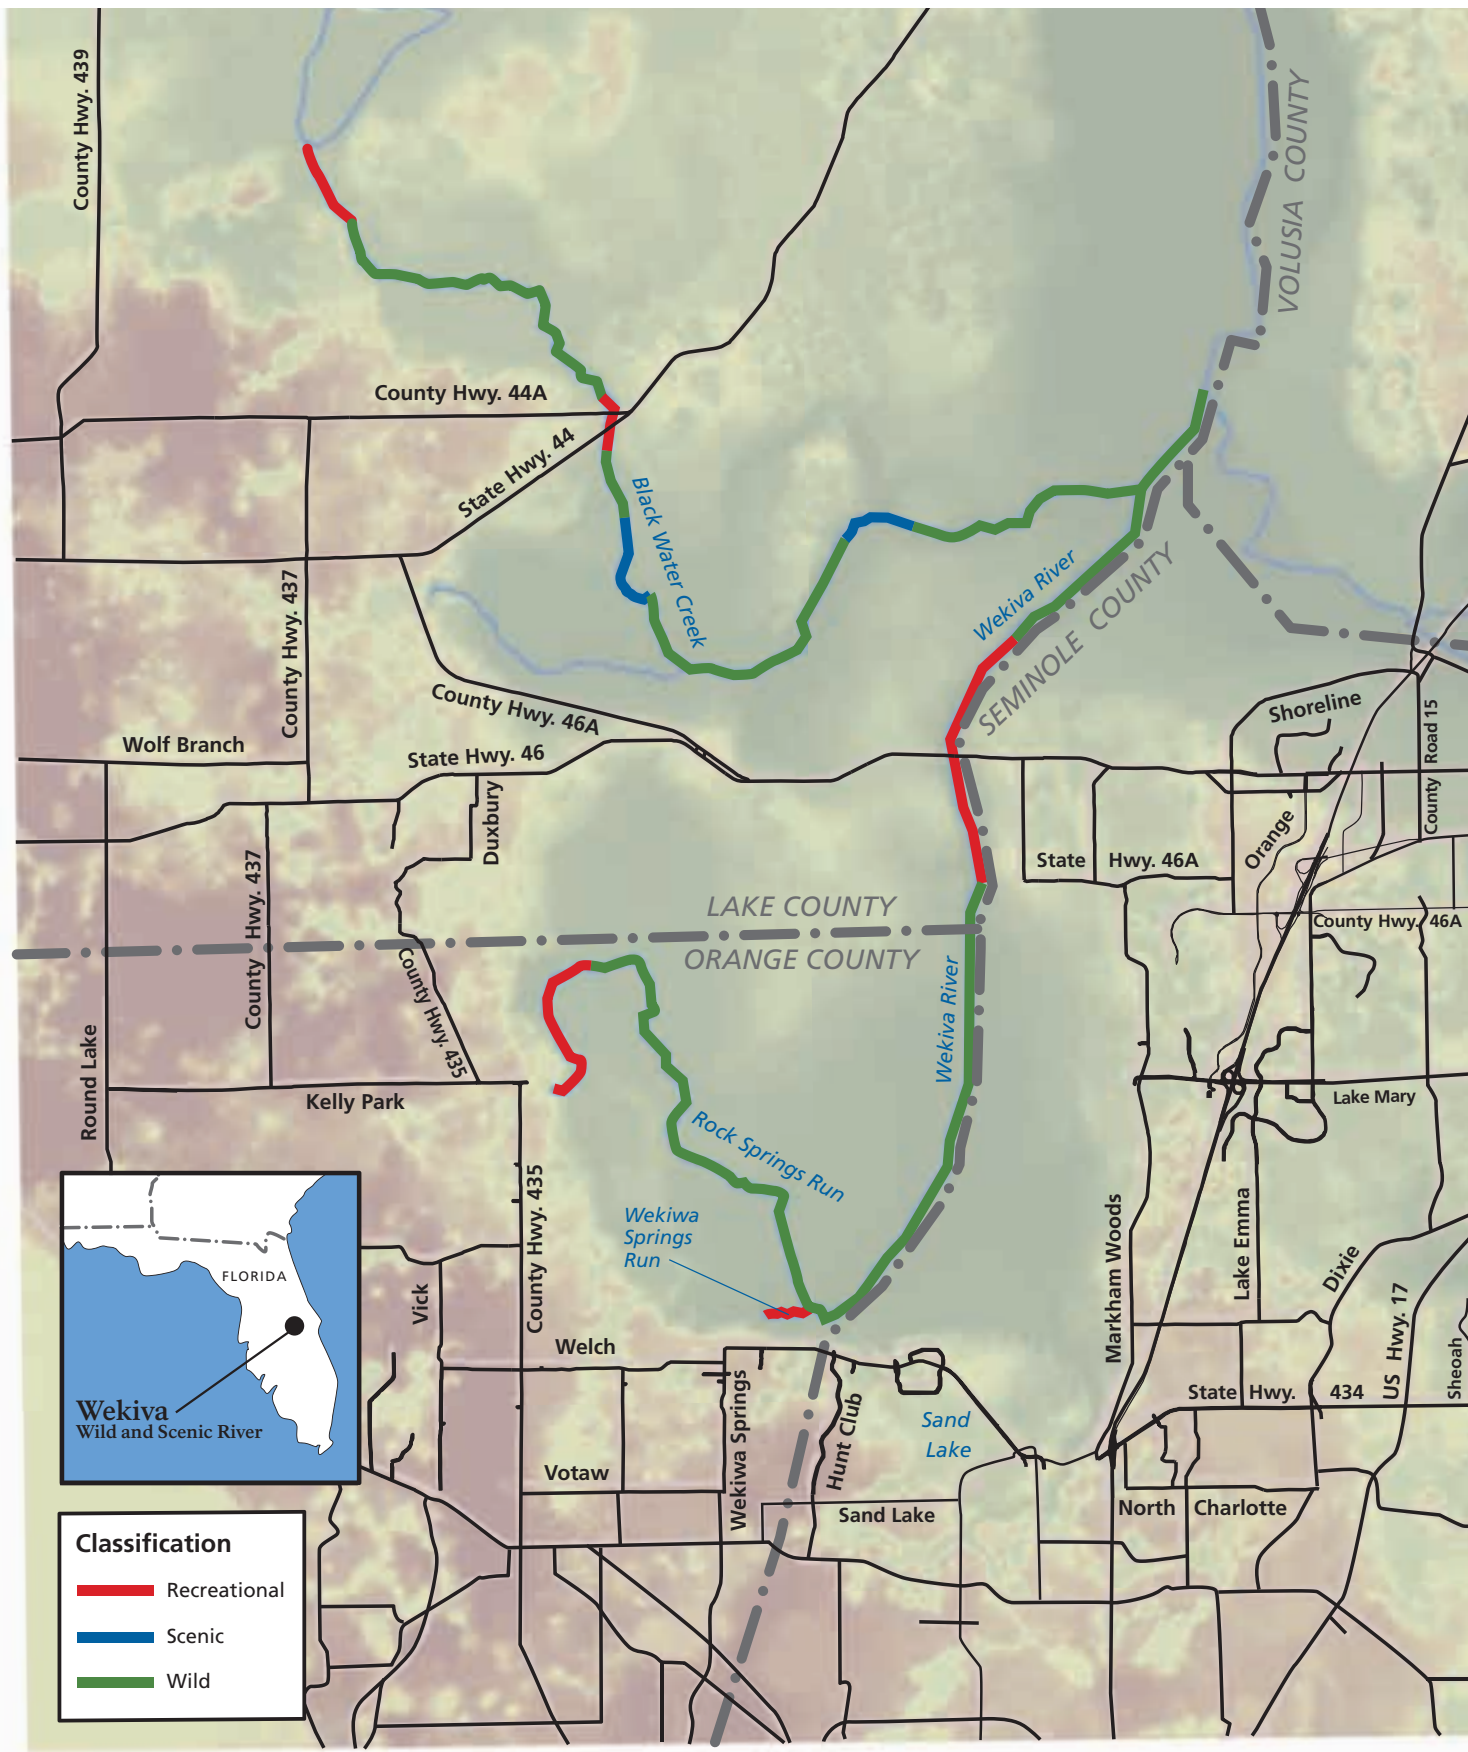 County Hwy. 439
VOLUSIA COUNTY
County Hwy. 44A
State Hwy. 44
Black Water Creek
Wekiva River
SEMINOLE COUNTY
County Hwy. 437
County Hwy. 46A
Wolf Branch
State Hwy. 46
Duxbury
Shoreline
County Road 15
Orange
State Hwy. 46A
County Hwy. 437
LAKE COUNTY
ORANGE COUNTY
County Hwy. 46A
County Hwy. 435
Wekiva River
Round Lake
Kelly Park
Lake Mary
Rock Springs Run
Wekiwa
Springs
Run
County Hwy. 435
Markham Woods
Lake Emma
Dixie
US Hwy. 17
Sheoah
Vick
Welch
State Hwy. 434
Wekiwa Springs
Hunt Club
Sand
Lake
Votaw
Sand Lake
North Charlotte
FLORIDA
Wekiva
Wild and Scenic River
Classification
Recreational
Scenic
Wild